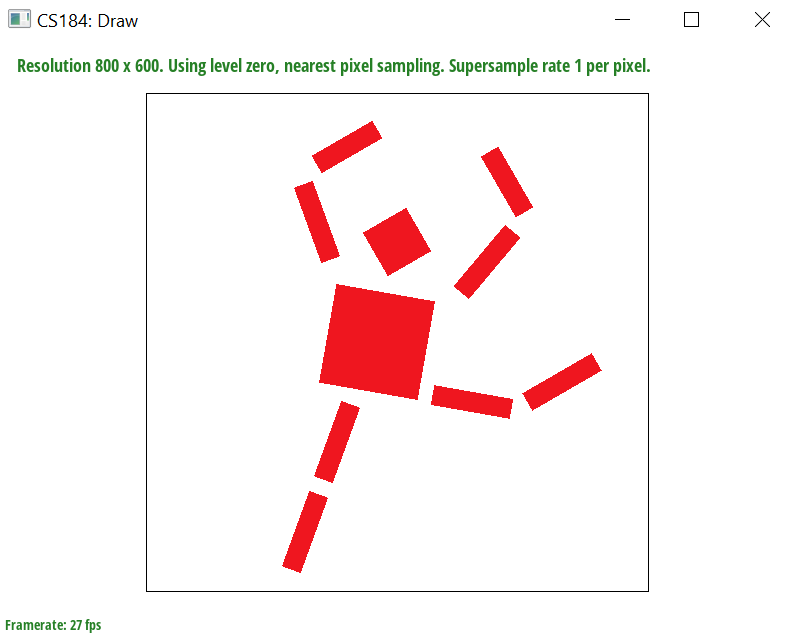 CS184: Draw
Resolution 800 x 600. Using level zero, nearest pixel sampling. Supersample rate 1 per pixel.
Framerate: 27 fps